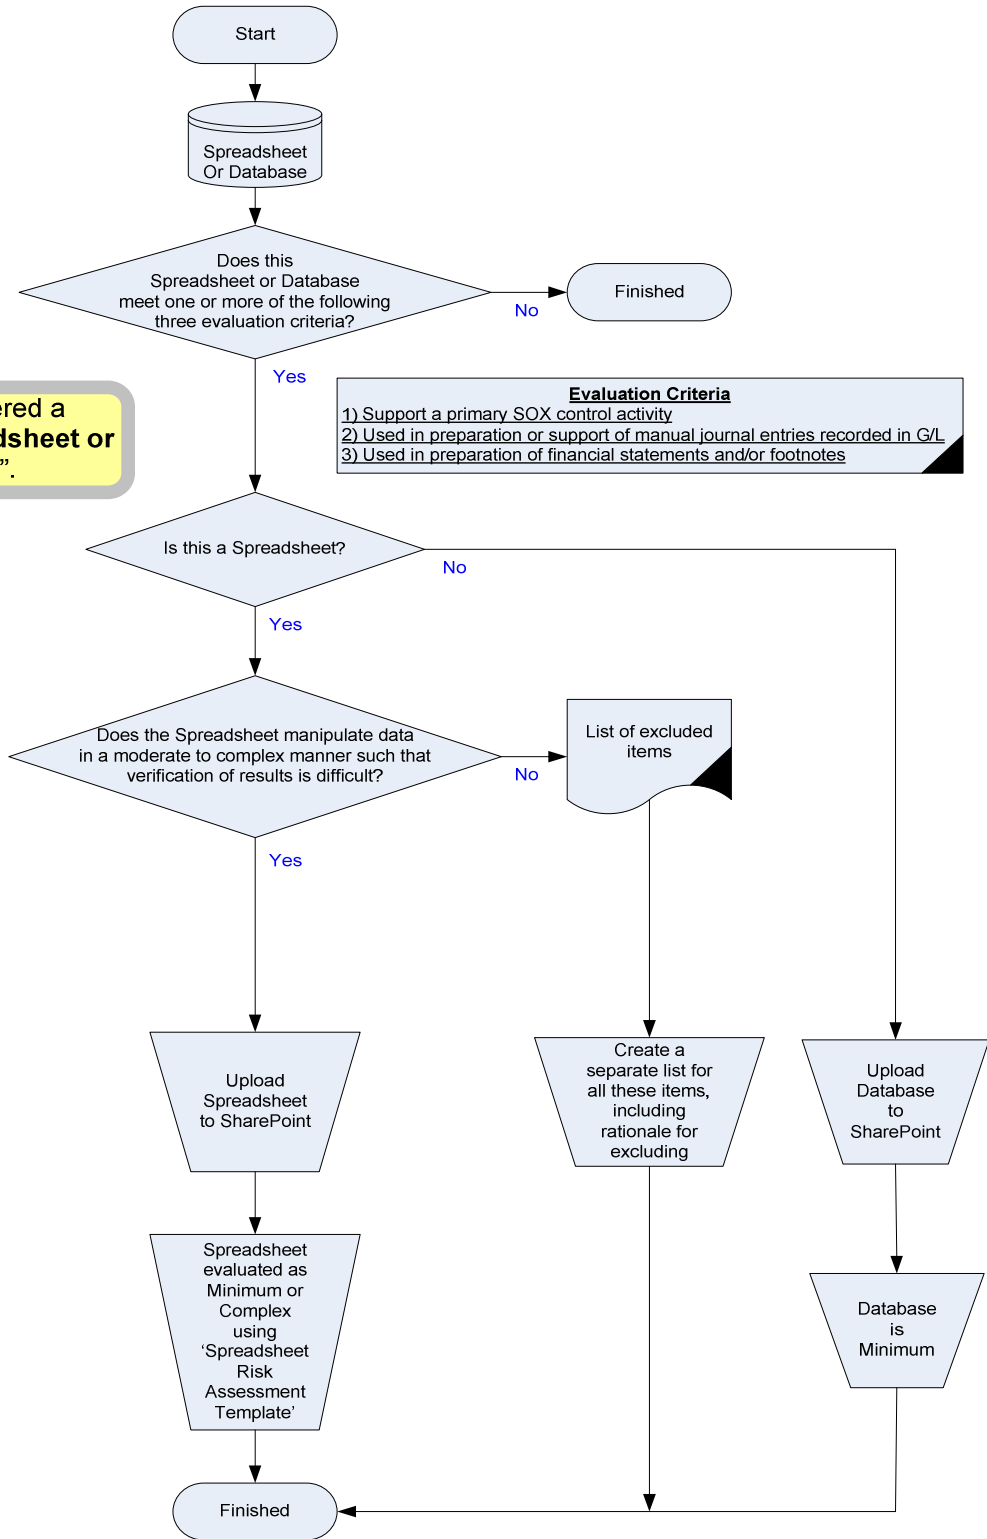 Start
Spreadsheet
Or Database
Does this
Spreadsheet or Database
meet one or more of the following
three evaluation criteria?
No
Finished
Yes
Evaluation Criteria
1) Support a primary SOX control activity
2) Used in preparation or support of manual journal entries recorded in G/L
3) Used in preparation of financial statements and/or footnotes
ered a
dsheet or
”.
Is this a Spreadsheet?
No
Yes
Does the Spreadsheet manipulate data
in a moderate to complex manner such that
verification of results is difficult?
No
List of excluded
items
Yes
Upload
Spreadsheet
to SharePoint
Create a
separate list for
all these items,
including
rationale for
excluding
Upload
Database
to
SharePoint
Spreadsheet
evaluated as
Minimum or
Complex
using
‘Spreadsheet
Risk
Assessment
Template’
Database
is
Minimum
Finished